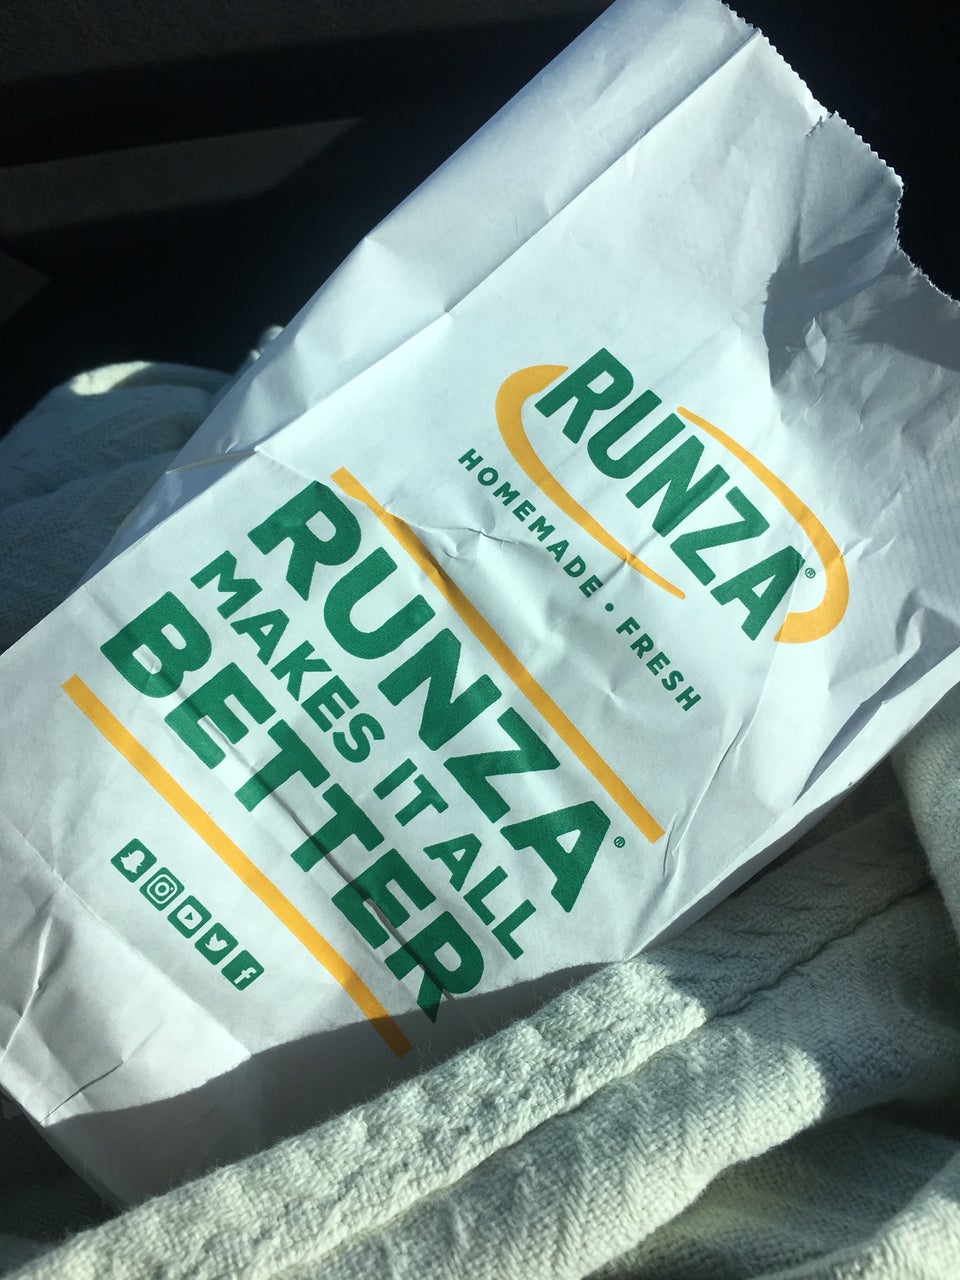 RUNZA®
HOMEMADE • FRESH
RUNZA®
MAKES IT ALL
BETTER